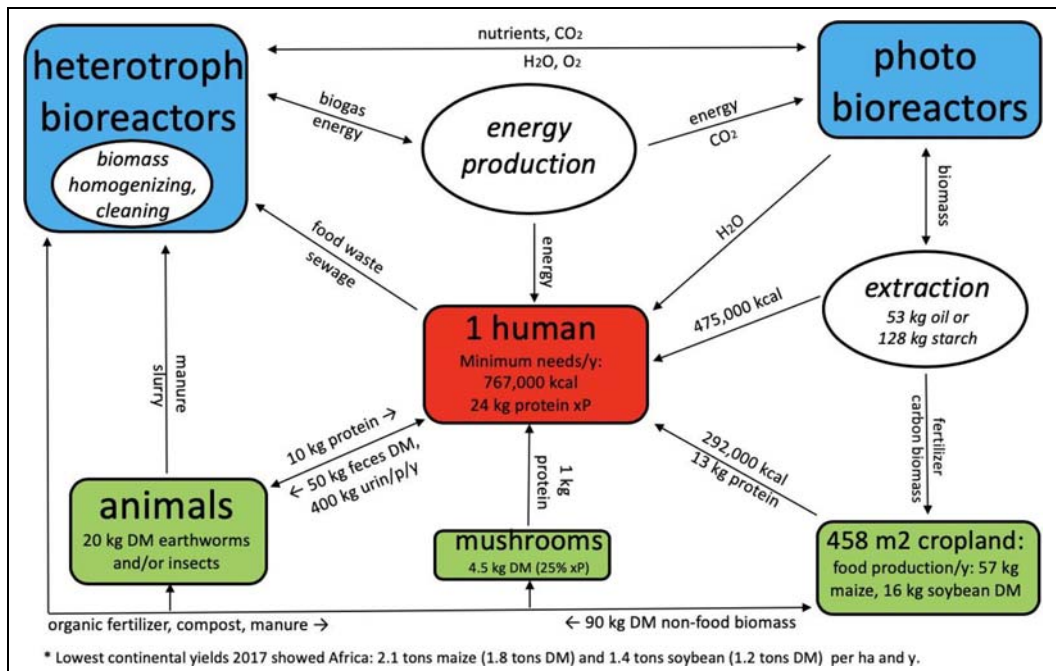 nutrients, CO₂
H₂O, O₂
heterotroph
bioreactors
biomass
homogenizing,
cleaning
biogas
energy
energy
production
energy
CO₂
photo
bioreactors
biomass
food waste
sewage
energy
H₂O
475,000 kcal
extraction
53 kg oil or
128 kg starch
1 human
Minimum needs/y:
767,000 kcal
24 kg protein xP
manure
slurry
10 kg protein →
← 50 kg feces DM,
400 kg urin/p/y
1 kg
protein
292,000 kcal
13 kg protein
fertilizer
carbon biomass
animals
20 kg DM earthworms
and/or insects
mushrooms
4.5 kg DM (25% xP)
458 m2 cropland:
food production/y: 57 kg
maize, 16 kg soybean DM
organic fertilizer, compost, manure →
← 90 kg DM non-food biomass
* Lowest continental yields 2017 showed Africa: 2.1 tons maize (1.8 tons DM) and 1.4 tons soybean (1.2 tons DM) per ha and y.